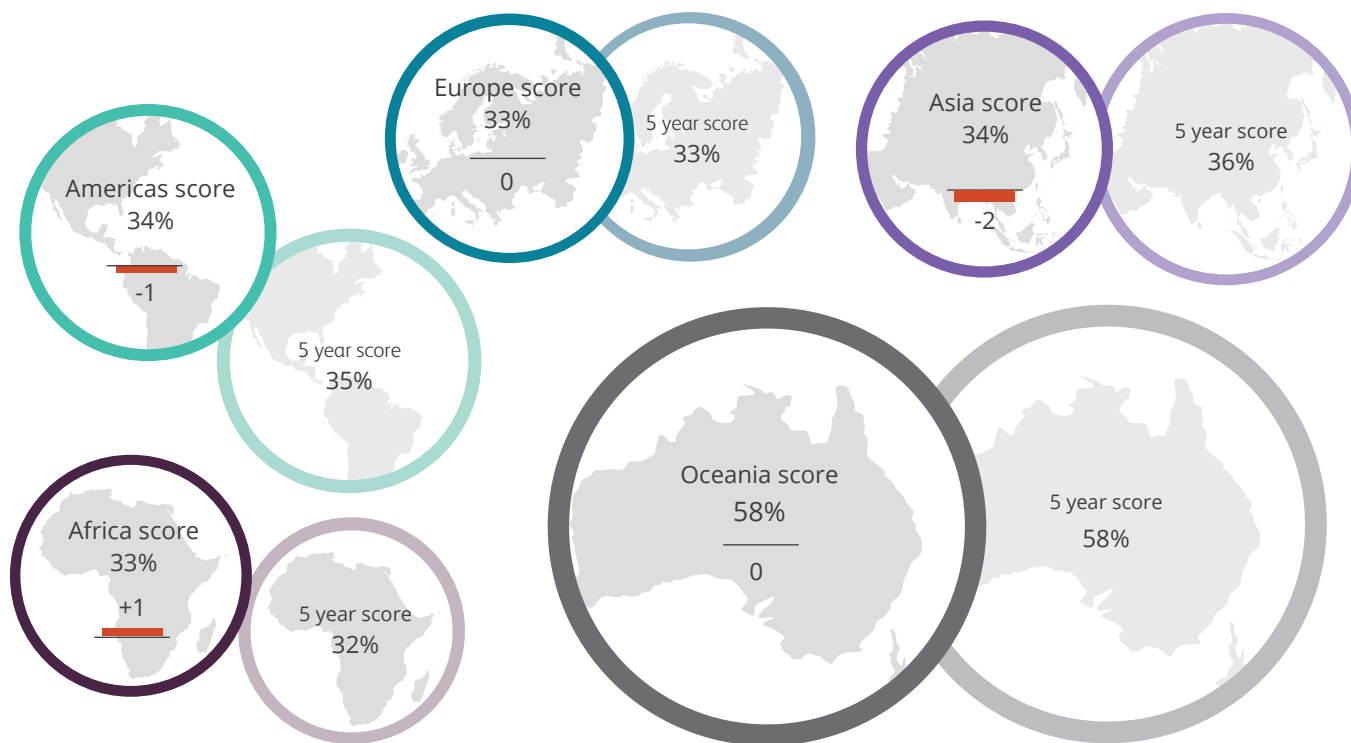 Americas score
34%
-1
5 year score
35%
Europe score
33%
0
5 year score
33%
Asia score
34%
-2
5 year score
36%
Africa score
33%
+1
5 year score
32%
Oceania score
58%
0
5 year score
58%